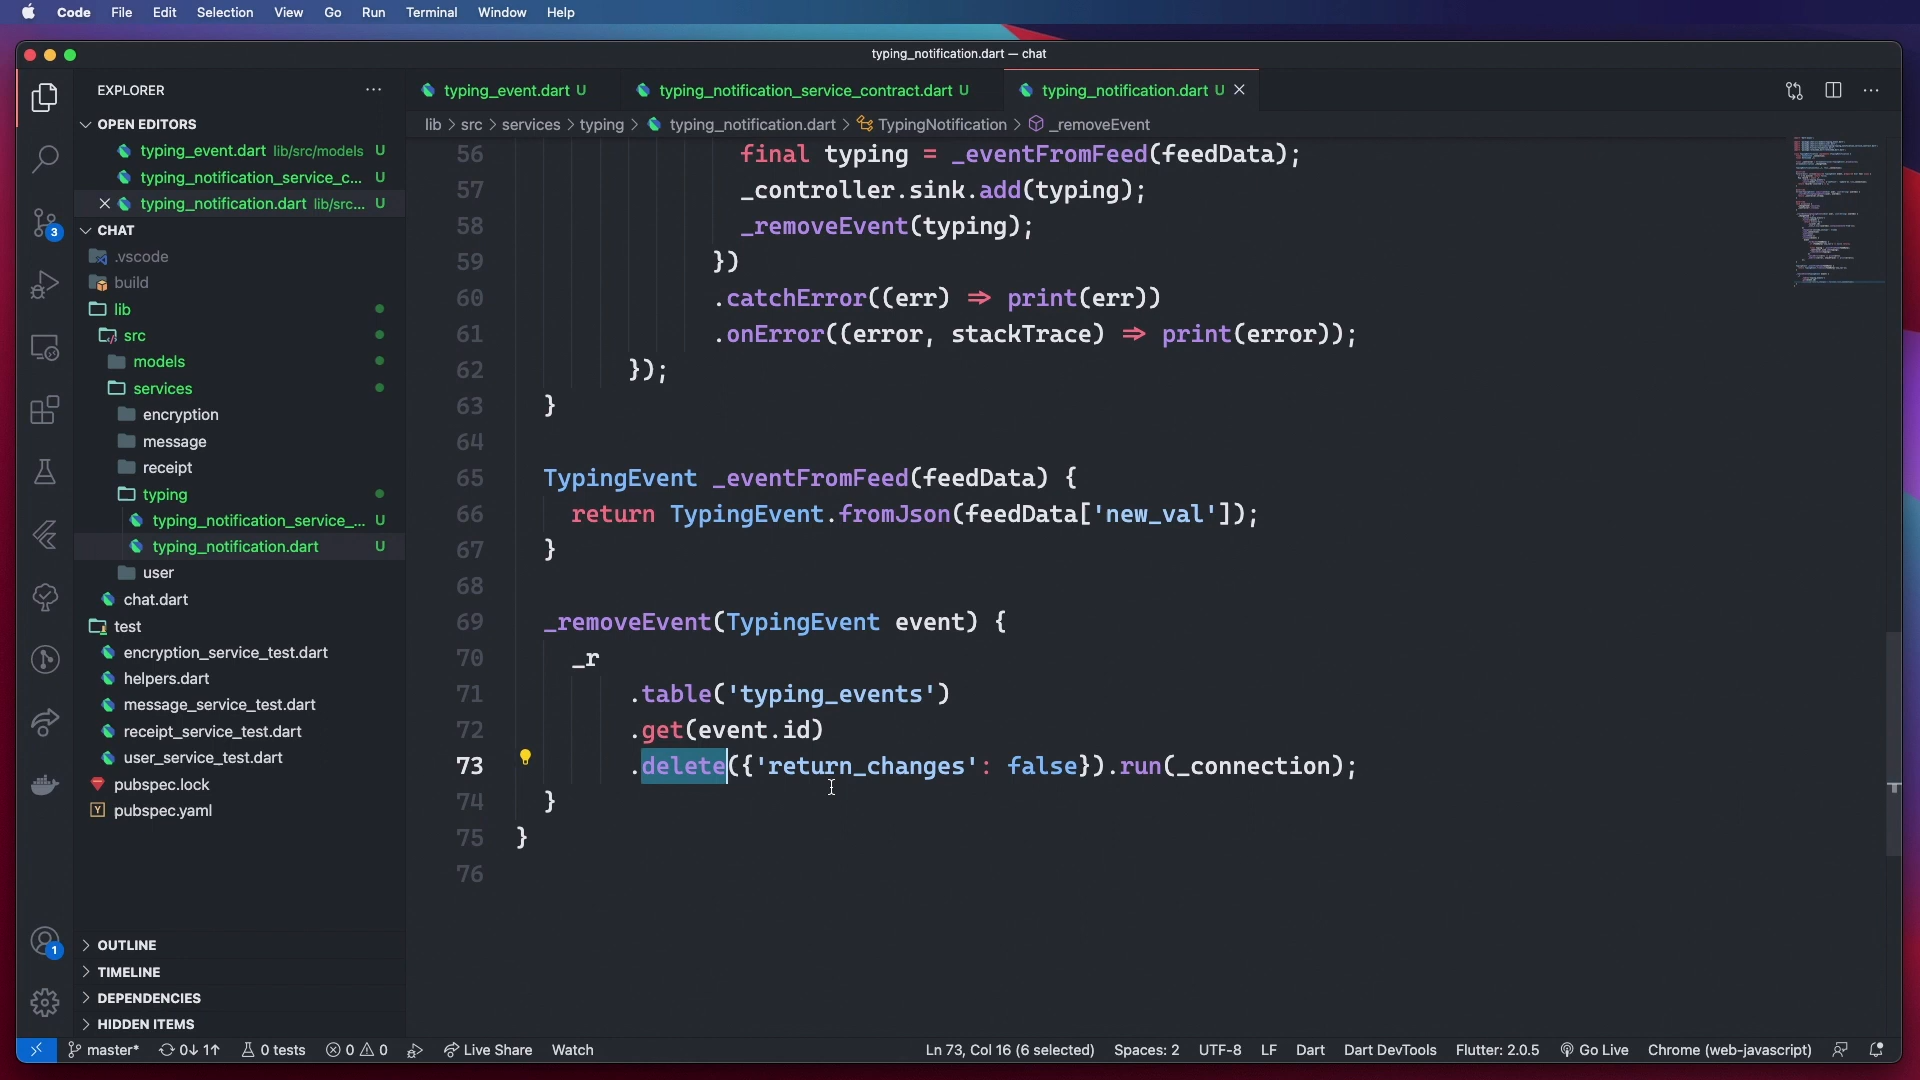 Code File Edit Selection View Go Run Terminal Window Help
typing_notification.dart — chat
EXPLORER
typing_event.dart U
typing_notification_service_contract.dart U
typing_notification.dart U
lib > src > services > typing > typing_notification.dart > TypingNotification > _removeEvent
OPEN EDITORS
typing_event.dart lib/src/models U
typing_notification_service_c... U
typing_notification.dart lib/src... U
CHAT
.vscode
build
lib
src
models
services
encryption
message
receipt
typing
typing_notification_service_... U
typing_notification.dart U
user
chat.dart
test
encryption_service_test.dart
helpers.dart
message_service_test.dart
receipt_service_test.dart
user_service_test.dart
pubspec.lock
pubspec.yaml
OUTLINE
TIMELINE
DEPENDENCIES
HIDDEN ITEMS
3
1
56 final typing = _eventFromFeed(feedData);
57 _controller.sink.add(typing);
58 _removeEvent(typing);
59 })
60 .catchError((err) => print(err))
61 .onError((error, stackTrace) => print(error));
62 });
63 }
64
65 TypingEvent _eventFromFeed(feedData) {
66 return TypingEvent.fromJson(feedData['new_val']);
67 }
68
69 _removeEvent(TypingEvent event) {
70 _r
71 .table('typing_events')
72 .get(event.id)
73 .delete({'return_changes': false}).run(_connection);
74 }
75 }
76
master* 0↓ 1↑ 0 tests 0 0 Live Share Watch Ln 73, Col 16 (6 selected) Spaces: 2 UTF-8 LF Dart Dart DevTools Flutter: 2.0.5 Go Live Chrome (web-javascript)